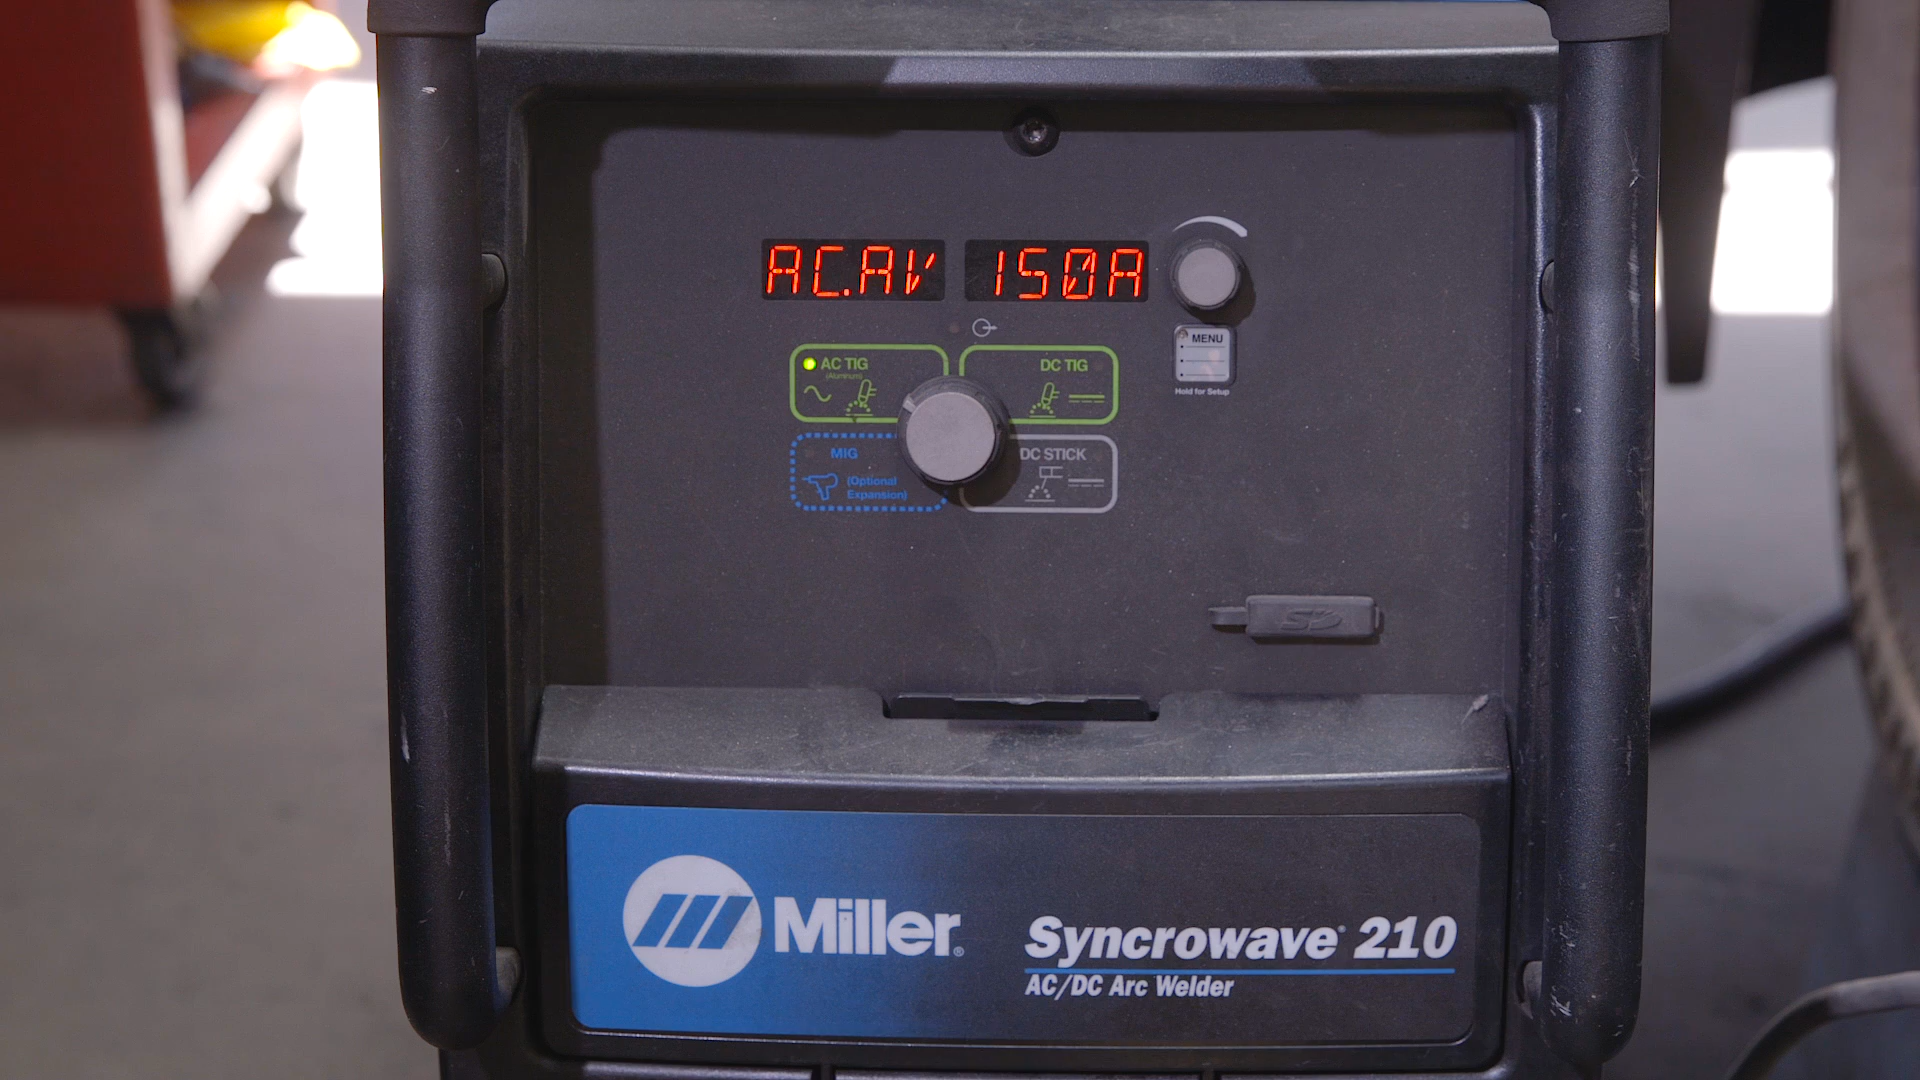 AC.AV 150A
MENU
Hold for Setup
AC TIG
(Aluminum)
DC TIG
MIG
(Optional
Expansion)
DC STICK
SD
Miller®
Syncrowave® 210
AC/DC Arc Welder